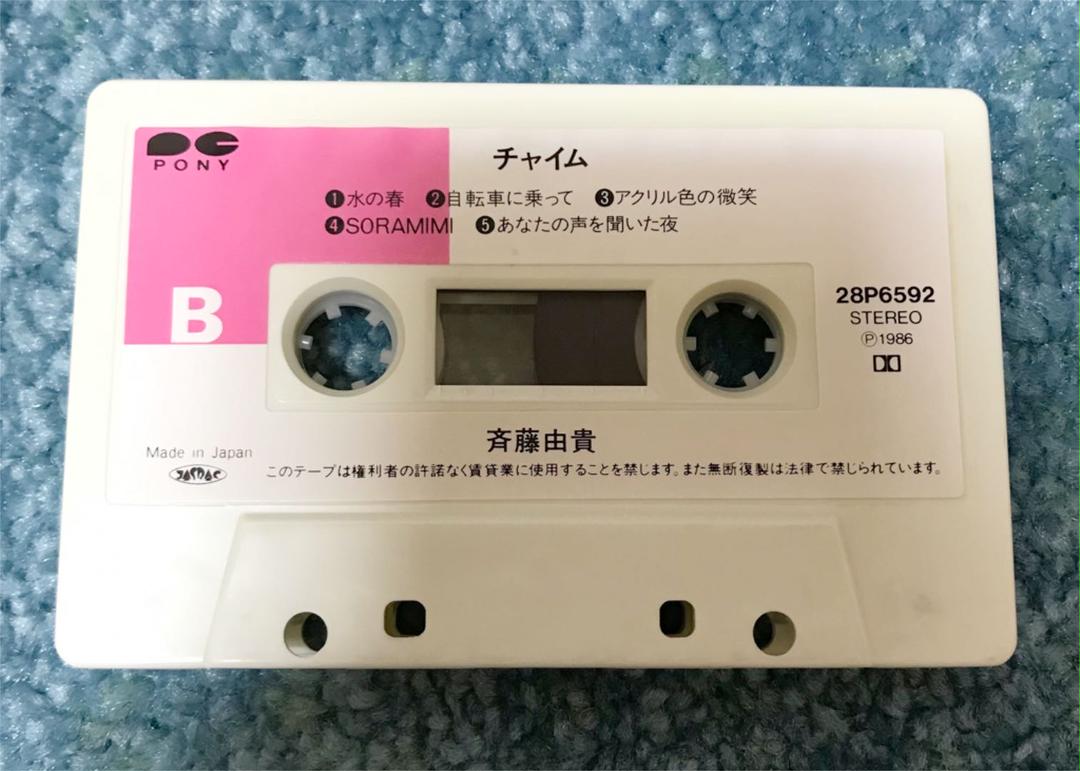 PONY
チャイム
❶水の春 ❷自転車に乗って ❸アクリル色の微笑
❹SORAMIMI ❺あなたの声を聞いた夜
B
28P6592
STEREO
Ⓟ1986
斉藤由貴
Made in Japan
JASRAC
このテープは権利者の許諾なく賃貸業に使用することを禁じます。また無断復製は法律で禁じられています。